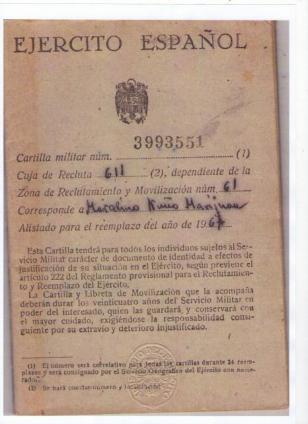 EJERCITO ESPAÑOL
3993551
Cartilla militar núm. (1)
Caja de Recluta 611 (2), dependiente de la
Zona de Reclutamiento y Movilización núm. 61
Corresponde a Niño
Alistado para el reemplazo del año de 196
Esta Cartilla tendrá para todos los individuos sujetos al Ser-
vicio Militar carácter de documento de identidad a efectos de
justificación de su situación en el Ejército, según previene el
artículo 222 del Reglamento provisional para el Reclutamien-
to y Reemplazo del Ejército.
La Cartilla y Libreta de Movilización que la acompaña
deberán durar los veinticuatro años del Servicio Militar en
poder del interesado, quien las guardará y conservará con
el mayor cuidado, exigiéndose la responsabilidad consi-
guiente por su extravío y deterioro injustificado.
(1) El número será correlativo para todas las cartillas durante 24 reem-
plazos y será consignado por el Servicio Geográfico del Ejército con
(2) Se hará constar número y